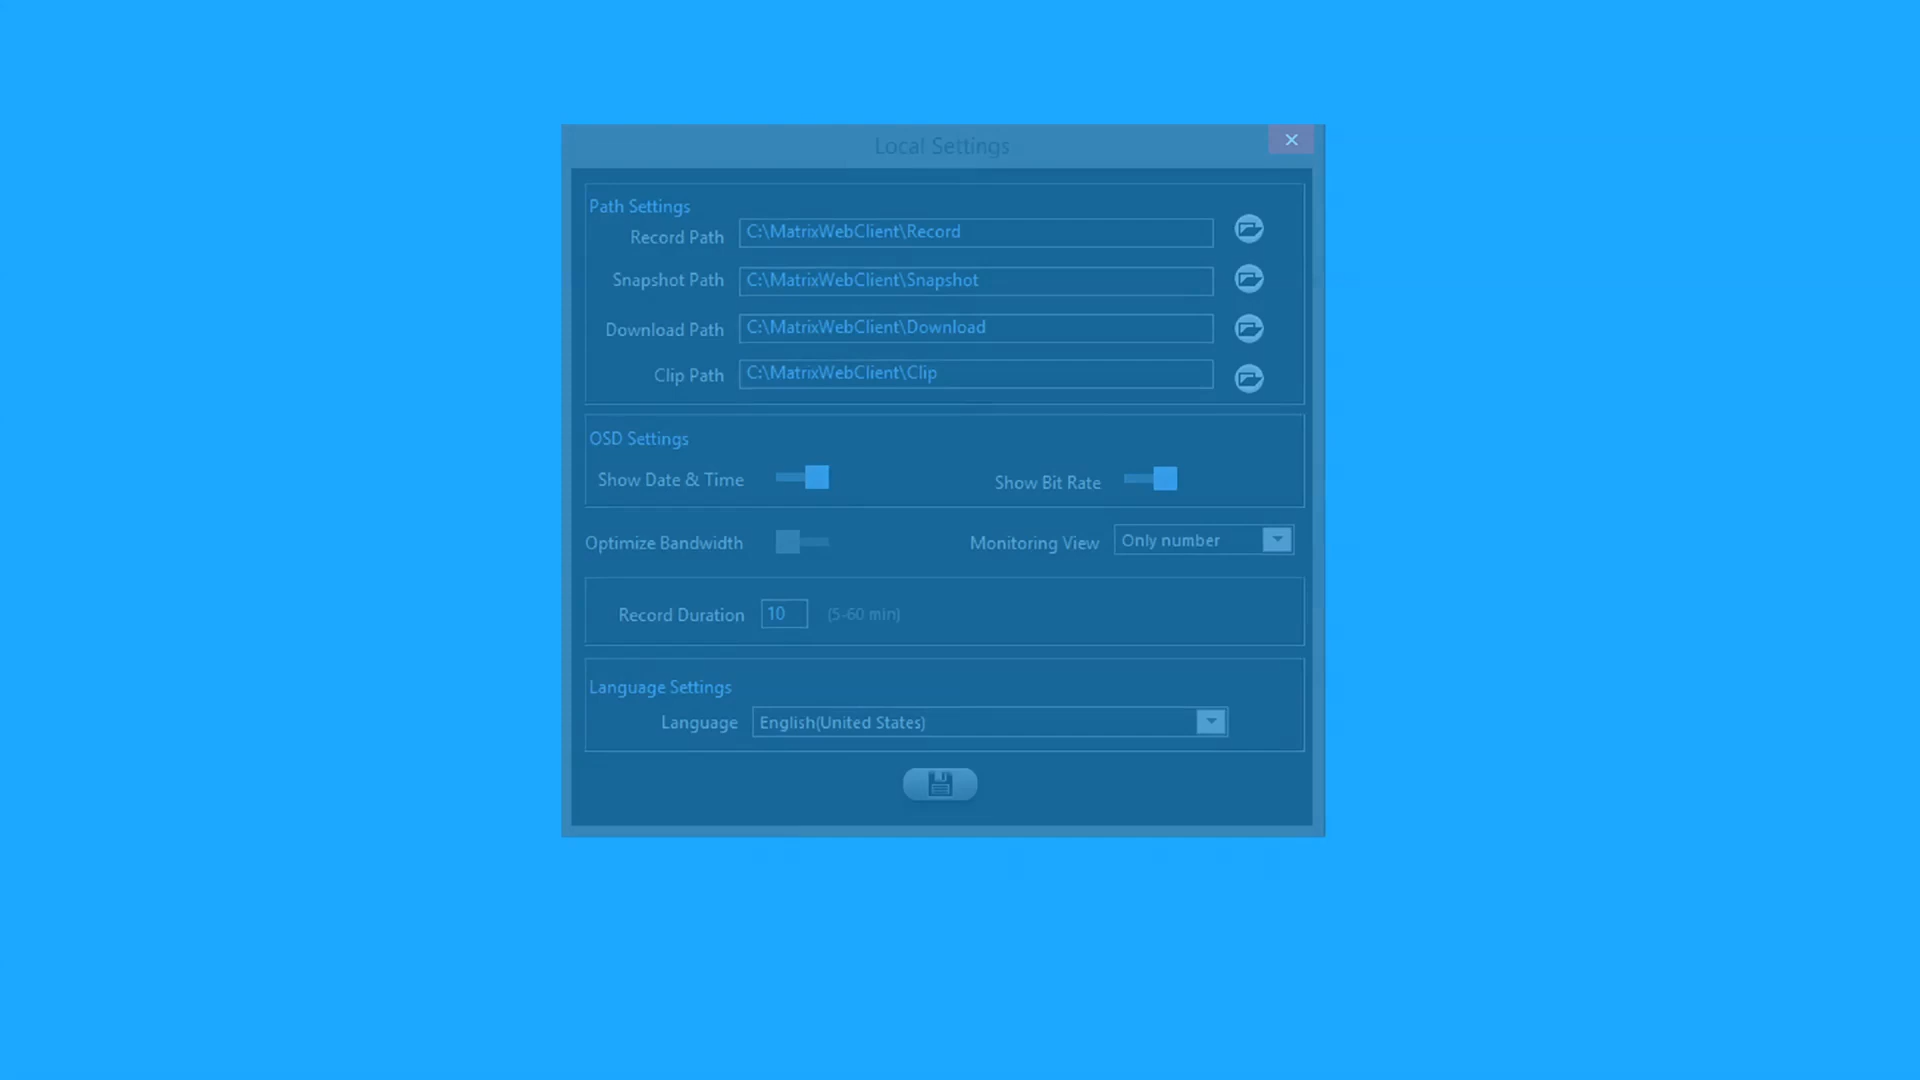 Local Settings
Path Settings
Record Path C:\MatrixWebClient\Record
Snapshot Path C:\MatrixWebClient\Snapshot
Download Path C:\MatrixWebClient\Download
Clip Path C:\MatrixWebClient\Clip
OSD Settings
Show Date & Time Show Bit Rate
Optimize Bandwidth Monitoring View Only number
Record Duration 10 (5-60 min)
Language Settings
Language English(United States)